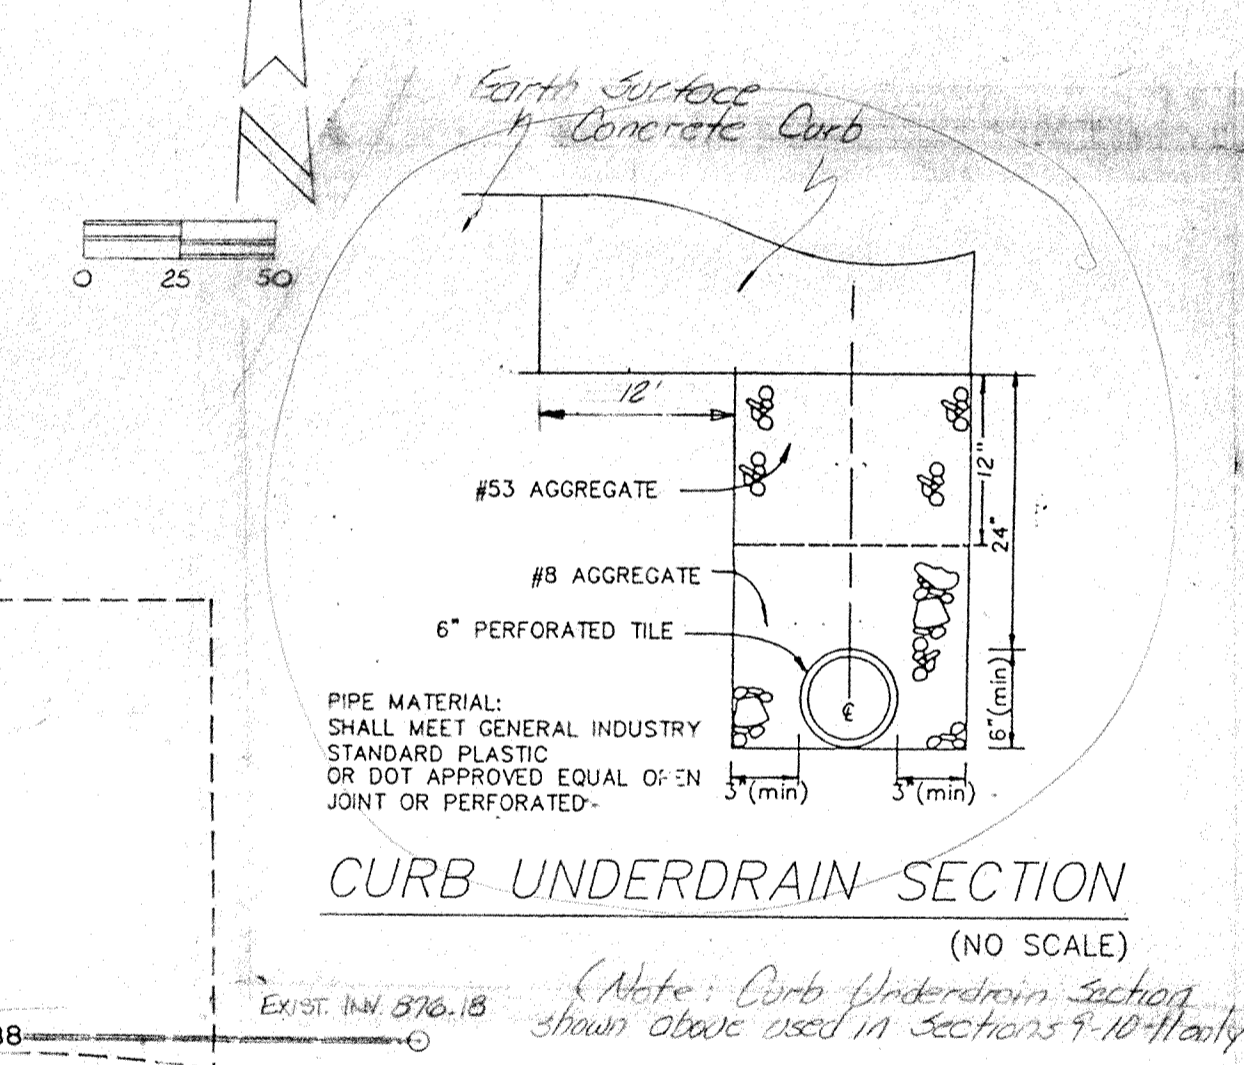 Earth Surface
Concrete Curb
N
0 25 50
12'
#53 AGGREGATE
12"
24"
#8 AGGREGATE
6" PERFORATED TILE
℄
6"(min)
PIPE MATERIAL:
SHALL MEET GENERAL INDUSTRY
STANDARD PLASTIC
OR DOT APPROVED EQUAL OPEN
JOINT OR PERFORATED-
3"(min) 3"(min)
CURB UNDERDRAIN SECTION
(NO SCALE)
EXIST. INV. 876.18
(Note: Curb Underdrain Section
shown above used in Sections 9-10-11 only
38